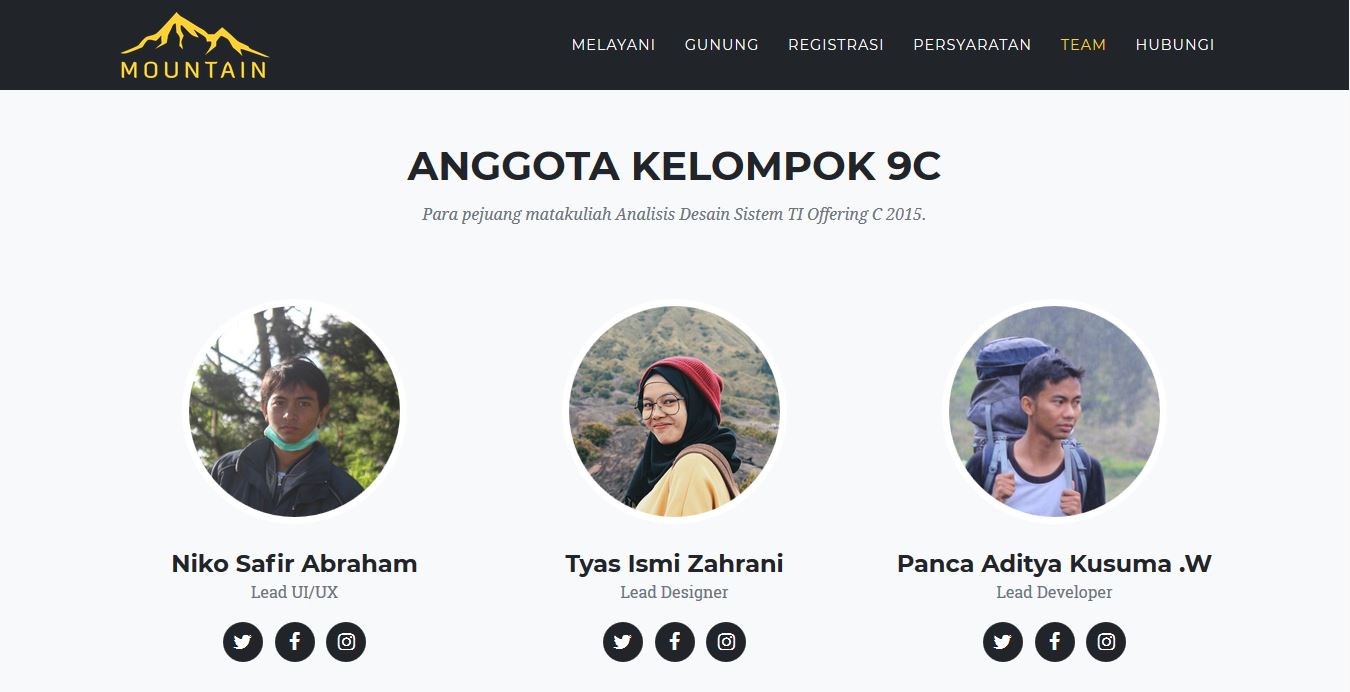 MOUNTAIN
MELAYANI GUNUNG REGISTRASI PERSYARATAN TEAM HUBUNGI
ANGGOTA KELOMPOK 9C
Para pejuang matakuliah Analisis Desain Sistem TI Offering C 2015.
Niko Safir Abraham
Lead UI/UX
Tyas Ismi Zahrani
Lead Designer
Panca Aditya Kusuma .W
Lead Developer